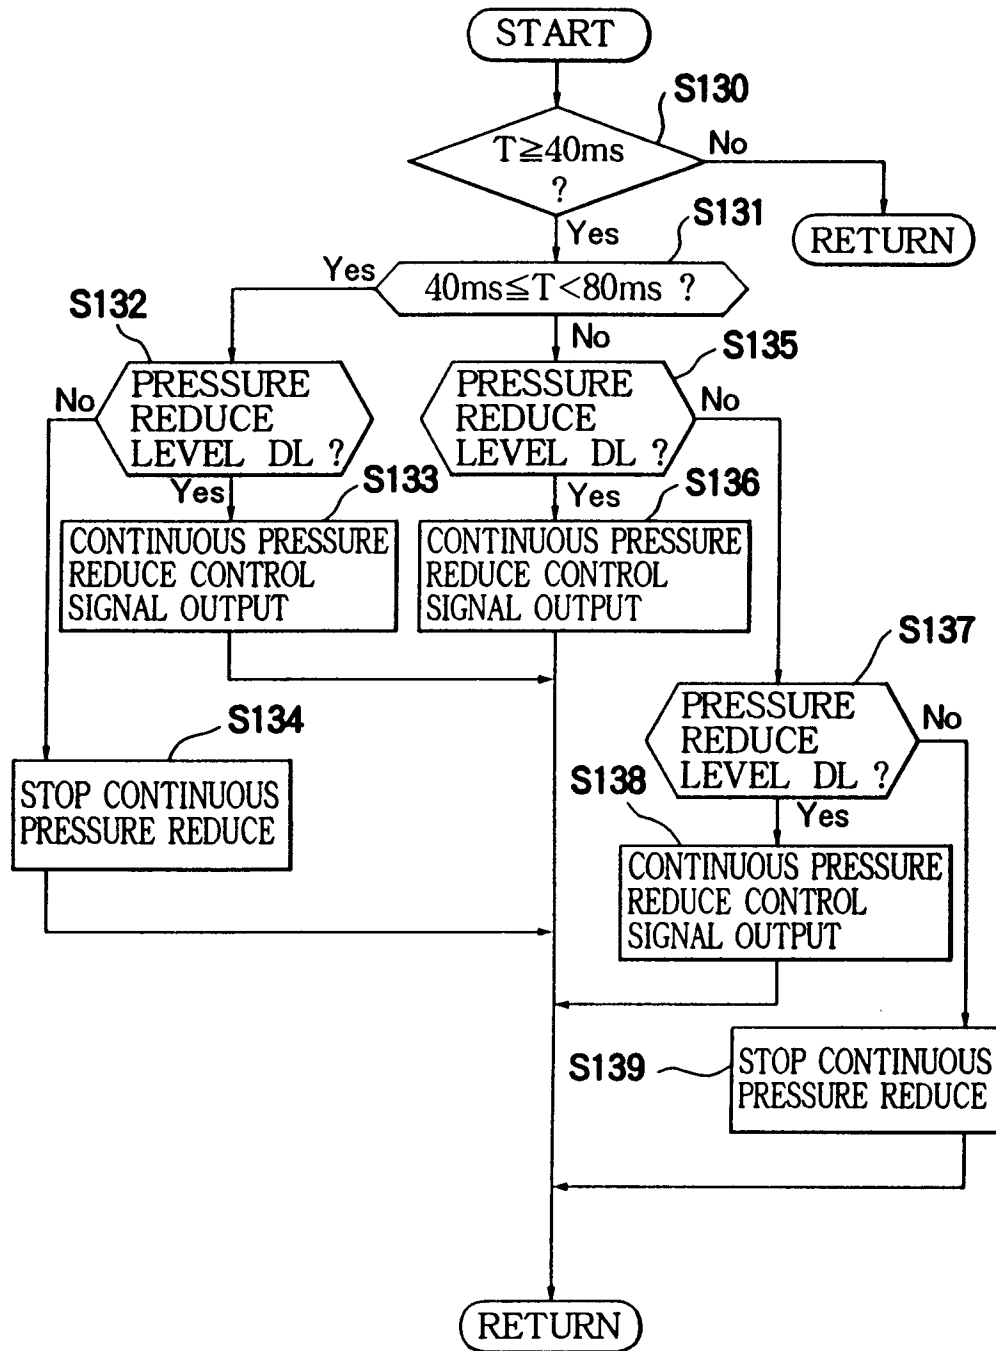 START
S130
T≧40ms
?
No
Yes
RETURN
S131
40ms≦T<80ms ?
Yes
No
S132
PRESSURE
REDUCE
LEVEL DL ?
No
Yes
S135
PRESSURE
REDUCE
LEVEL DL ?
No
Yes
S133
CONTINUOUS PRESSURE
REDUCE CONTROL
SIGNAL OUTPUT
S136
CONTINUOUS PRESSURE
REDUCE CONTROL
SIGNAL OUTPUT
S137
PRESSURE
REDUCE
LEVEL DL ?
No
Yes
S134
STOP CONTINUOUS
PRESSURE REDUCE
S138
CONTINUOUS PRESSURE
REDUCE CONTROL
SIGNAL OUTPUT
S139
STOP CONTINUOUS
PRESSURE REDUCE
RETURN